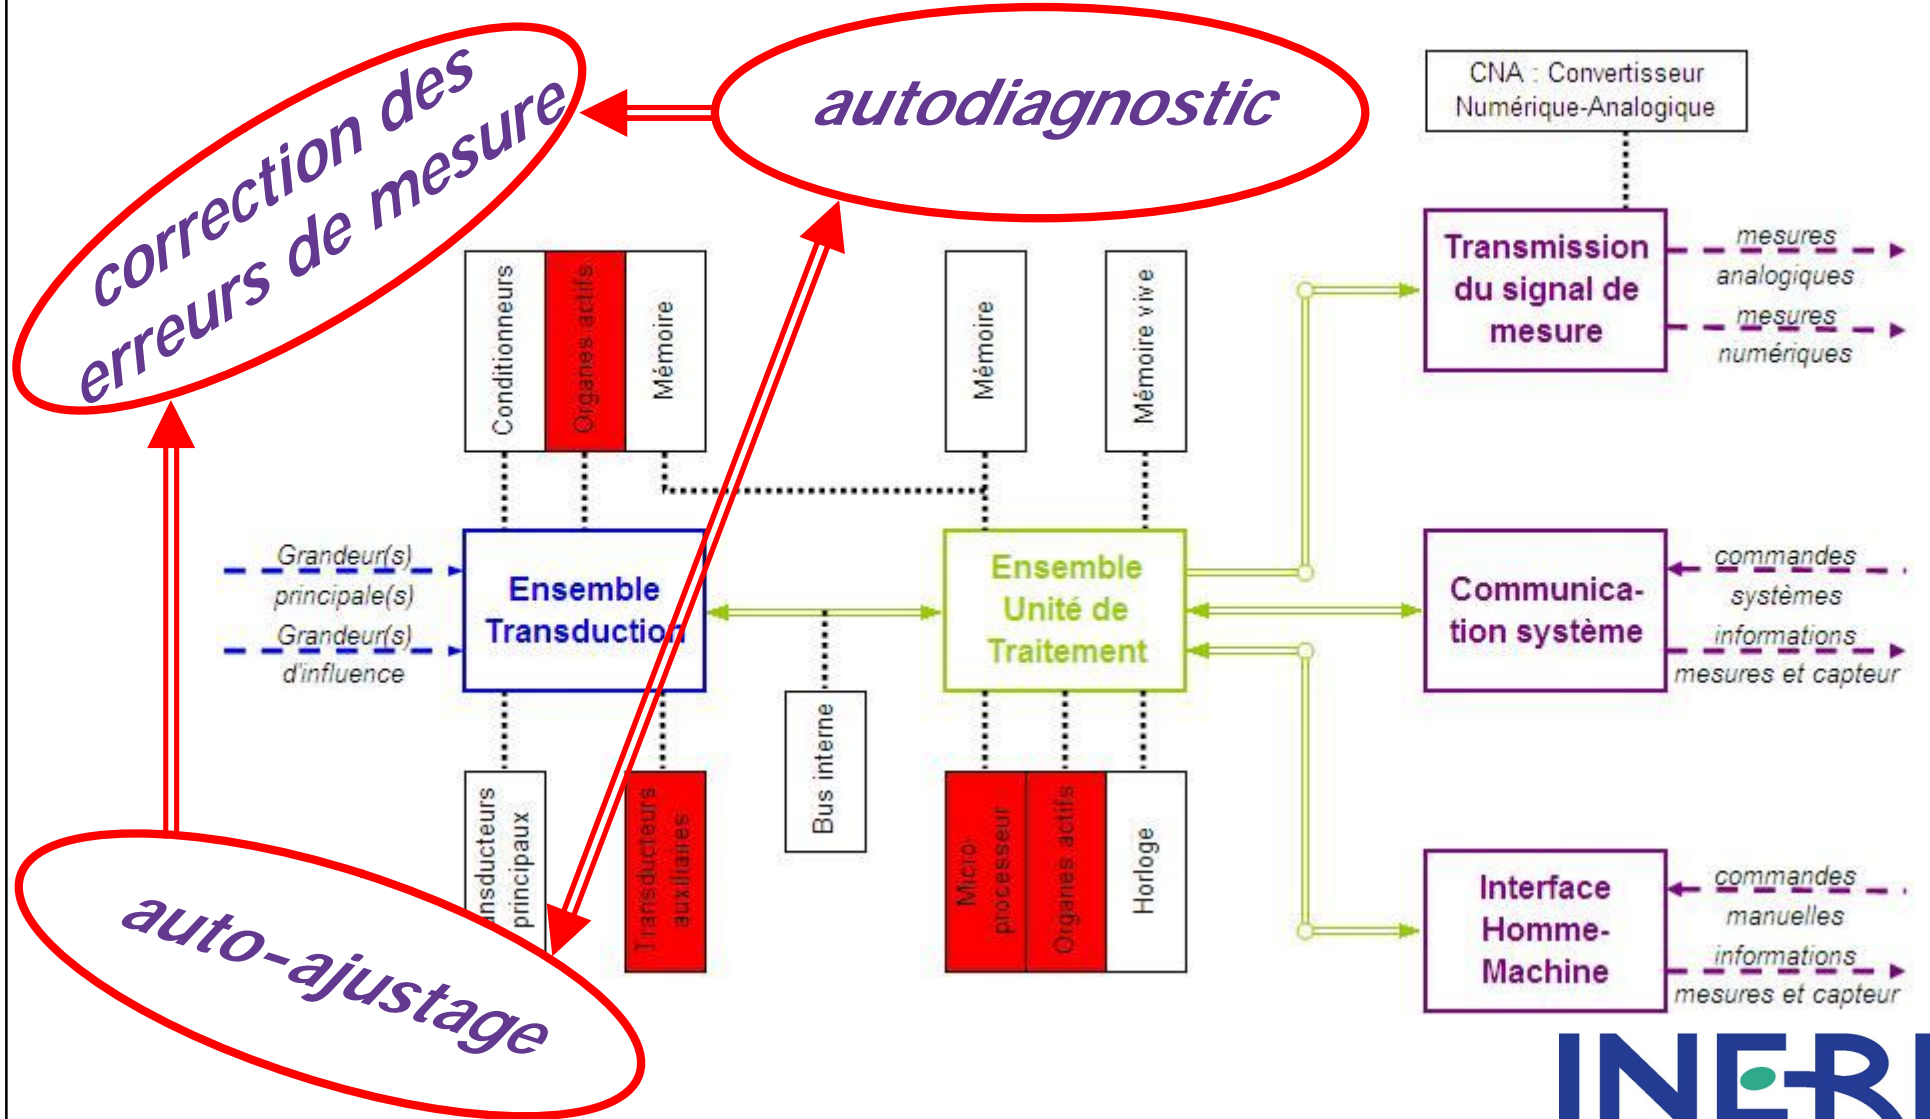 correction des
erreurs de mesure
autodiagnostic
CNA : Convertisseur
Numérique-Analogique
Conditionneurs
Organes actifs
Mémoire
Mémoire
Mémoire vive
Transmission
du signal de
mesure
mesures
analogiques
mesures
numériques
Grandeur(s)
principale(s)
Grandeur(s)
d'influence
Ensemble
Transduction
Ensemble
Unité de
Traitement
Communica-
tion système
commandes
systèmes
informations
mesures et capteur
ansducteurs
principaux
Transducteurs
auxiliaires
Bus interne
Micro-
processeur
Organes actifs
Horloge
Interface
Homme-
Machine
commandes
manuelles
informations
mesures et capteur
auto-ajustage
INERI